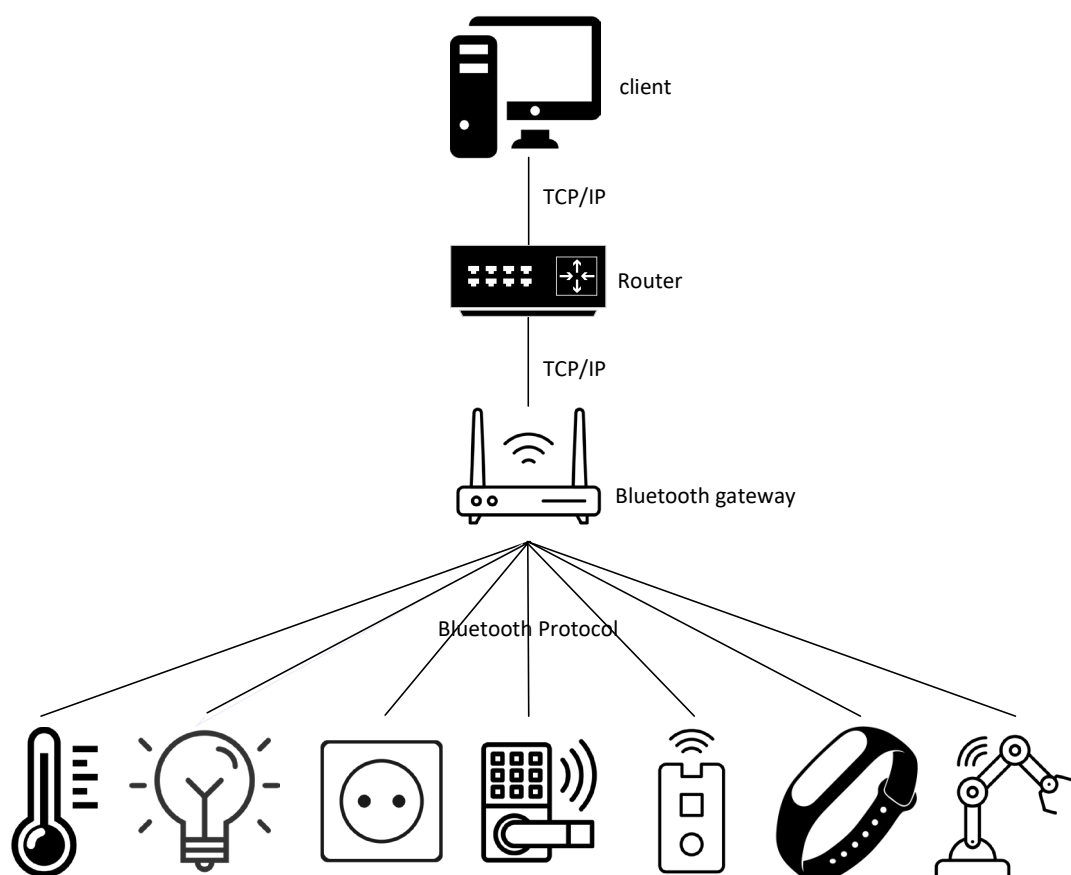 client
TCP/IP
Router
TCP/IP
Bluetooth gateway
Bluetooth Protocol